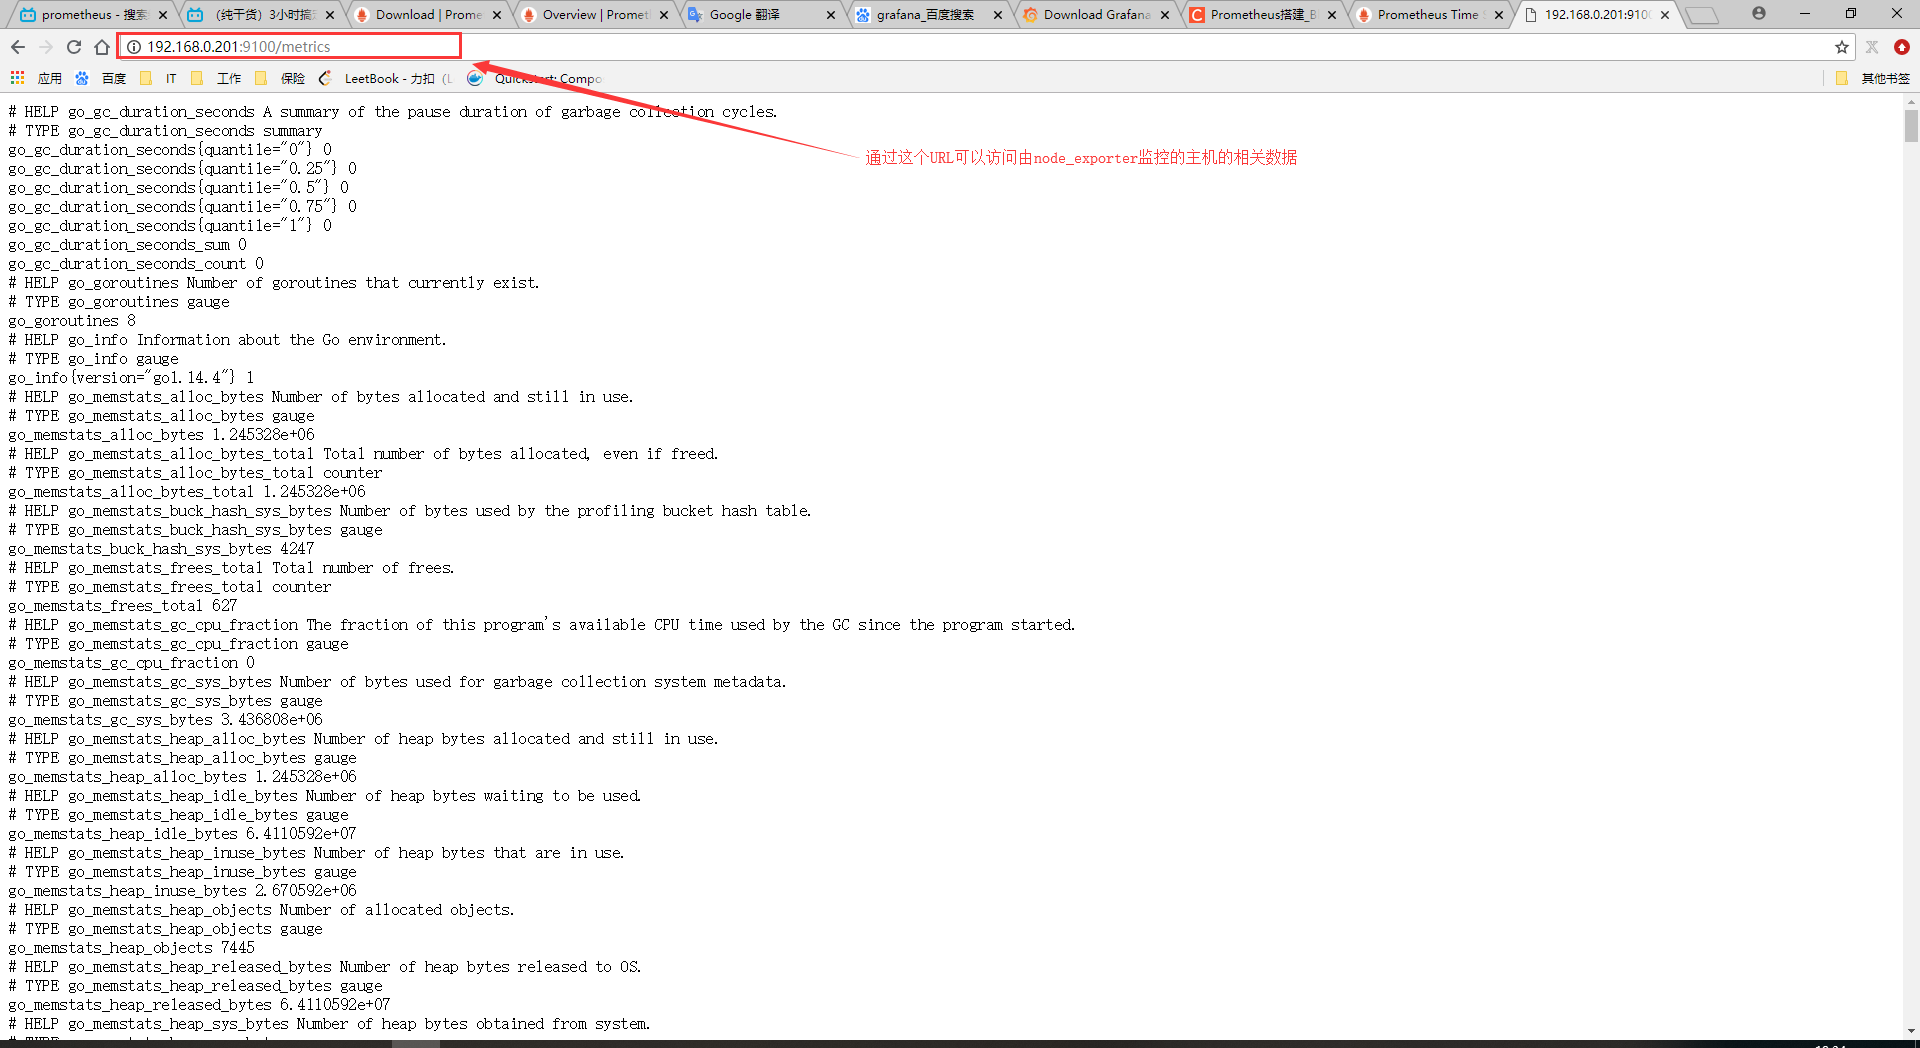 prometheus - 搜索
(纯干货) 3小时搞
Download | Prome
Overview | Promet
Google 翻译
grafana_百度搜索
Download Grafana
Prometheus搭建_B
Prometheus Time
192.168.0.201:9100
192.168.0.201:9100/metrics
应用
百度
IT
工作
保险
LeetBook - 力扣 (L
Quickstart: Compo
其他书签
# HELP go_gc_duration_seconds A summary of the pause duration of garbage collection cycles.
# TYPE go_gc_duration_seconds summary
go_gc_duration_seconds{quantile="0"} 0
通过这个URL可以访问由node_exporter监控的主机的相关数据
go_gc_duration_seconds{quantile="0.25"} 0
go_gc_duration_seconds{quantile="0.5"} 0
go_gc_duration_seconds{quantile="0.75"} 0
go_gc_duration_seconds{quantile="1"} 0
go_gc_duration_seconds_sum 0
go_gc_duration_seconds_count 0
# HELP go_goroutines Number of goroutines that currently exist.
# TYPE go_goroutines gauge
go_goroutines 8
# HELP go_info Information about the Go environment.
# TYPE go_info gauge
go_info{version="go1.14.4"} 1
# HELP go_memstats_alloc_bytes Number of bytes allocated and still in use.
# TYPE go_memstats_alloc_bytes gauge
go_memstats_alloc_bytes 1.245328e+06
# HELP go_memstats_alloc_bytes_total Total number of bytes allocated, even if freed.
# TYPE go_memstats_alloc_bytes_total counter
go_memstats_alloc_bytes_total 1.245328e+06
# HELP go_memstats_buck_hash_sys_bytes Number of bytes used by the profiling bucket hash table.
# TYPE go_memstats_buck_hash_sys_bytes gauge
go_memstats_buck_hash_sys_bytes 4247
# HELP go_memstats_frees_total Total number of frees.
# TYPE go_memstats_frees_total counter
go_memstats_frees_total 627
# HELP go_memstats_gc_cpu_fraction The fraction of this program's available CPU time used by the GC since the program started.
# TYPE go_memstats_gc_cpu_fraction gauge
go_memstats_gc_cpu_fraction 0
# HELP go_memstats_gc_sys_bytes Number of bytes used for garbage collection system metadata.
# TYPE go_memstats_gc_sys_bytes gauge
go_memstats_gc_sys_bytes 3.436808e+06
# HELP go_memstats_heap_alloc_bytes Number of heap bytes allocated and still in use.
# TYPE go_memstats_heap_alloc_bytes gauge
go_memstats_heap_alloc_bytes 1.245328e+06
# HELP go_memstats_heap_idle_bytes Number of heap bytes waiting to be used.
# TYPE go_memstats_heap_idle_bytes gauge
go_memstats_heap_idle_bytes 6.4110592e+07
# HELP go_memstats_heap_inuse_bytes Number of heap bytes that are in use.
# TYPE go_memstats_heap_inuse_bytes gauge
go_memstats_heap_inuse_bytes 2.670592e+06
# HELP go_memstats_heap_objects Number of allocated objects.
# TYPE go_memstats_heap_objects gauge
go_memstats_heap_objects 7445
# HELP go_memstats_heap_released_bytes Number of heap bytes released to OS.
# TYPE go_memstats_heap_released_bytes gauge
go_memstats_heap_released_bytes 6.4110592e+07
# HELP go_memstats_heap_sys_bytes Number of heap bytes obtained from system.